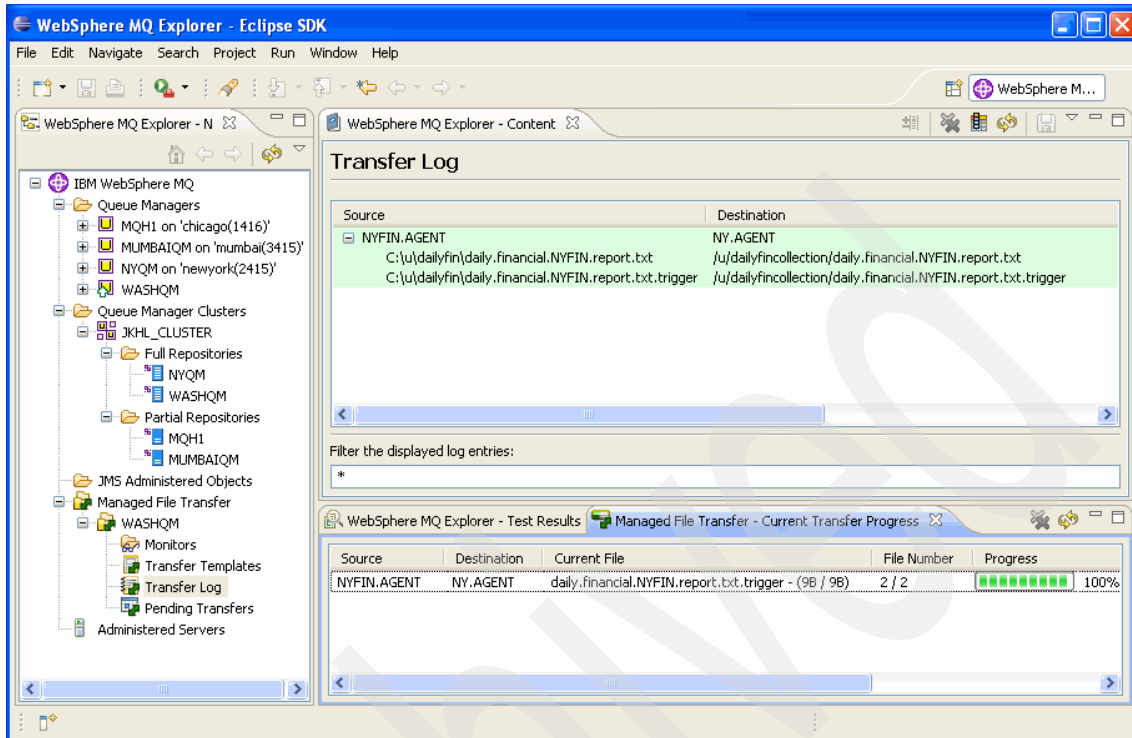 WebSphere MQ Explorer - Eclipse SDK
File Edit Navigate Search Project Run Window Help
WebSphere M...
WebSphere MQ Explorer - N
IBM WebSphere MQ
Queue Managers
MQH1 on 'chicago(1416)'
MUMBAIQM on 'mumbai(3415)'
NYQM on 'newyork(2415)'
WASHQM
Queue Manager Clusters
JKHL_CLUSTER
Full Repositories
NYQM
WASHQM
Partial Repositories
MQH1
MUMBAIQM
JMS Administered Objects
Managed File Transfer
WASHQM
Monitors
Transfer Templates
Transfer Log
Pending Transfers
Administered Servers
WebSphere MQ Explorer - Content
Transfer Log
Source Destination
NYFIN.AGENT NY.AGENT
C:\u\dailyfin\daily.financial.NYFIN.report.txt /u/dailyfincollection/daily.financial.NYFIN.report.txt
C:\u\dailyfin\daily.financial.NYFIN.report.txt.trigger /u/dailyfincollection/daily.financial.NYFIN.report.txt.trigger
Filter the displayed log entries:
*
WebSphere MQ Explorer - Test Results Managed File Transfer - Current Transfer Progress
Source Destination Current File File Number Progress
NYFIN.AGENT NY.AGENT daily.financial.NYFIN.report.txt.trigger - (9B / 9B) 2 / 2 100%